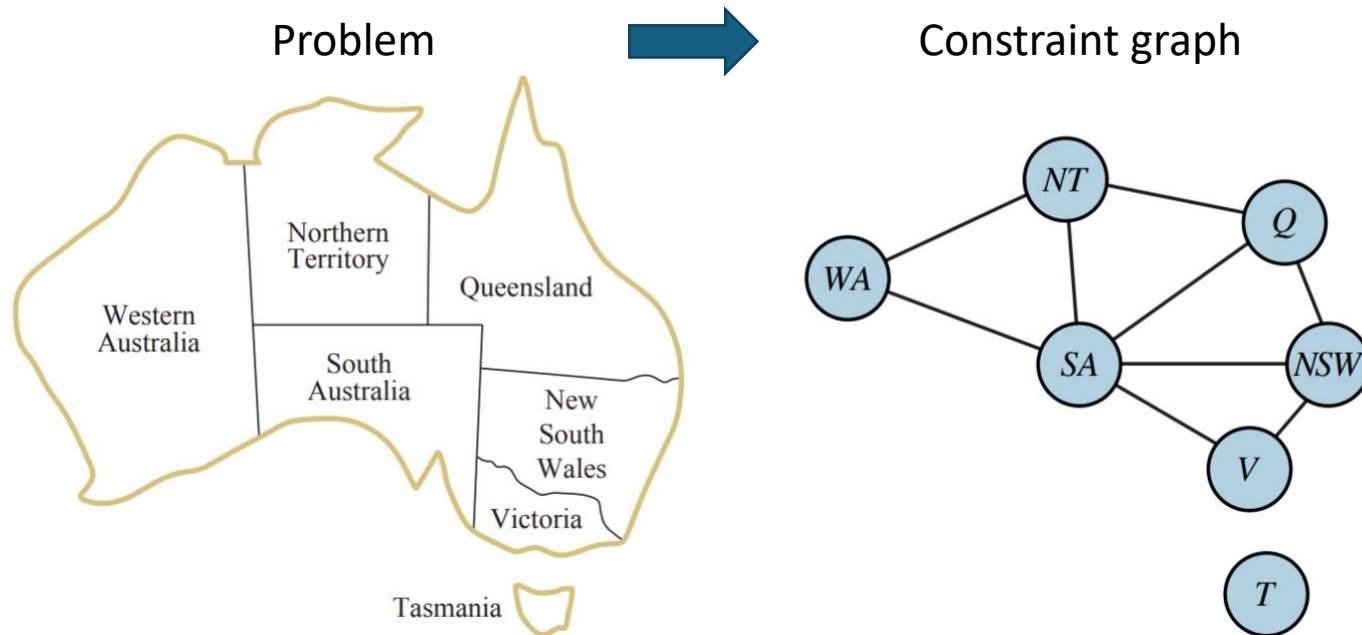 Problem
Constraint graph
Northern
Territory
Western
Australia
Queensland
South
Australia
New
South
Wales
Victoria
Tasmania
NT
Q
WA
SA
NSW
V
T